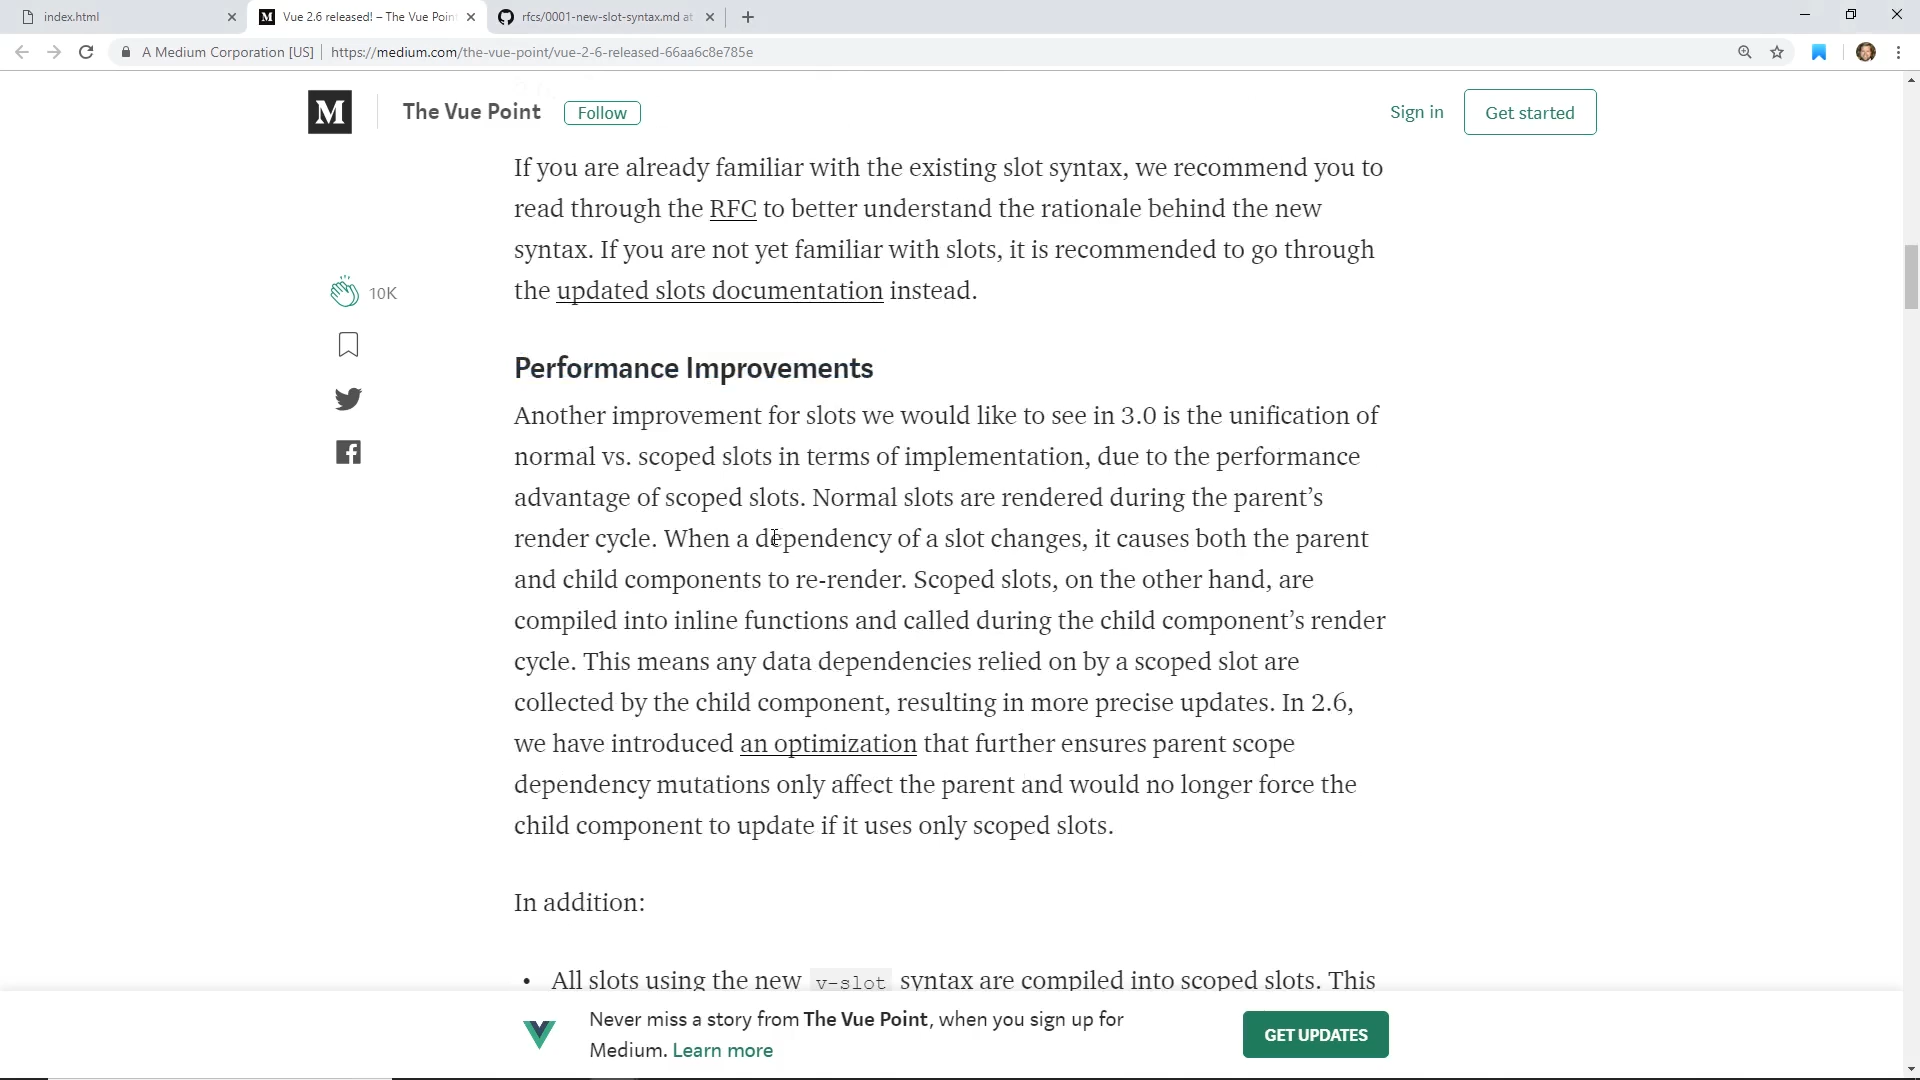 index.html
Vue 2.6 released! – The Vue Poin
rfcs/0001-new-slot-syntax.md at
A Medium Corporation [US] | https://medium.com/the-vue-point/vue-2-6-released-66aa6c8e785e
M
The Vue Point
Follow
Sign in
Get started
If you are already familiar with the existing slot syntax, we recommend you to
read through the RFC to better understand the rationale behind the new
syntax. If you are not yet familiar with slots, it is recommended to go through
the updated slots documentation instead.
10K
Performance Improvements
Another improvement for slots we would like to see in 3.0 is the unification of
normal vs. scoped slots in terms of implementation, due to the performance
advantage of scoped slots. Normal slots are rendered during the parent’s
render cycle. When a dependency of a slot changes, it causes both the parent
and child components to re-render. Scoped slots, on the other hand, are
compiled into inline functions and called during the child component’s render
cycle. This means any data dependencies relied on by a scoped slot are
collected by the child component, resulting in more precise updates. In 2.6,
we have introduced an optimization that further ensures parent scope
dependency mutations only affect the parent and would no longer force the
child component to update if it uses only scoped slots.
In addition:
• All slots using the new v-slot syntax are compiled into scoped slots. This
Never miss a story from The Vue Point, when you sign up for
Medium. Learn more
GET UPDATES